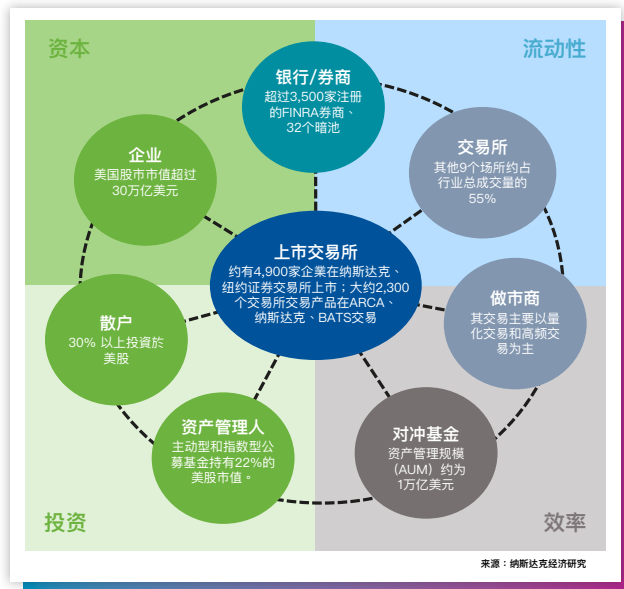 资本
流动性
银行/券商
超过3,500家注册
的FINRA券商、
32个暗池
企业
美国股市市值超过
30万亿美元
交易所
其他9个场所约占
行业总成交量的
55%
上市交易所
约有4,900家企業在纳斯达克、
纽约证券交易所上市；大约2,300
个交易所交易产品在ARCA、
纳斯达克、BATS交易
散户
30% 以上投資於
美股
做市商
其交易主要以量
化交易和高频交
易为主
资产管理人
主动型和指数型公
募基金持有22%的
美股市值。
对冲基金
资产管理规模
（AUM）约为
1万亿美元
投资
效率
来源：纳斯达克经济研究